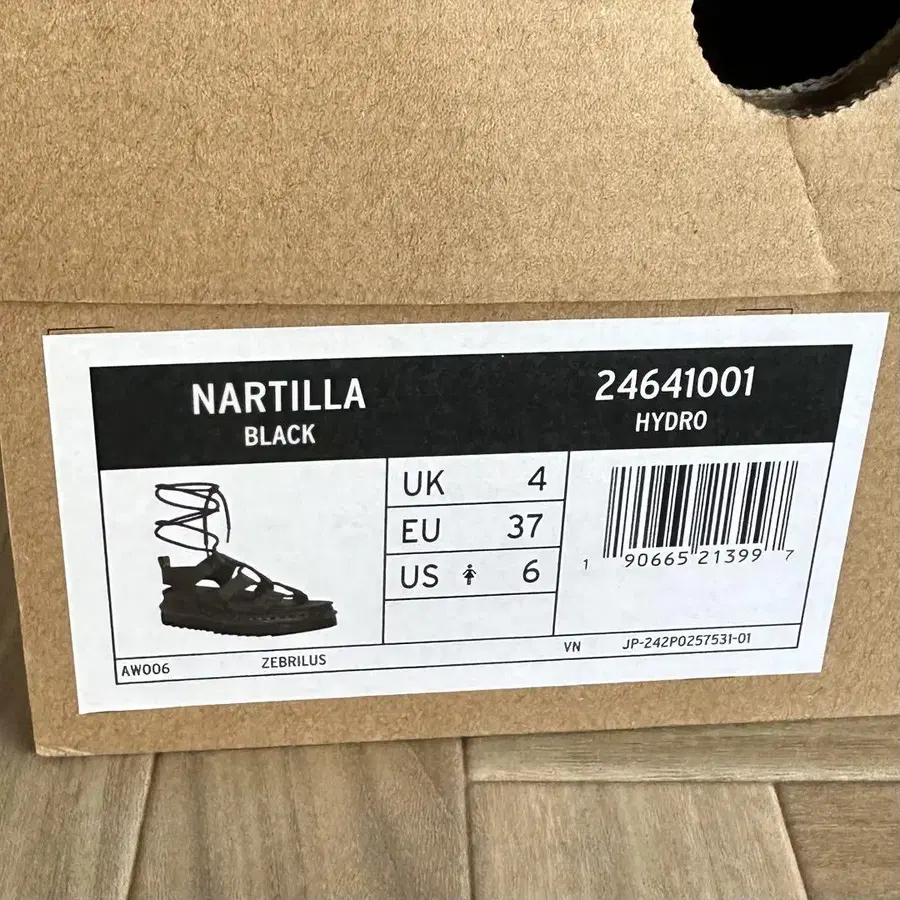 NARTILLA
BLACK
24641001
HYDRO
UK 4
EU 37
US 6
1 90665 21399 7
AW006
ZEBRILUS
VN
JP-242P0257531-01